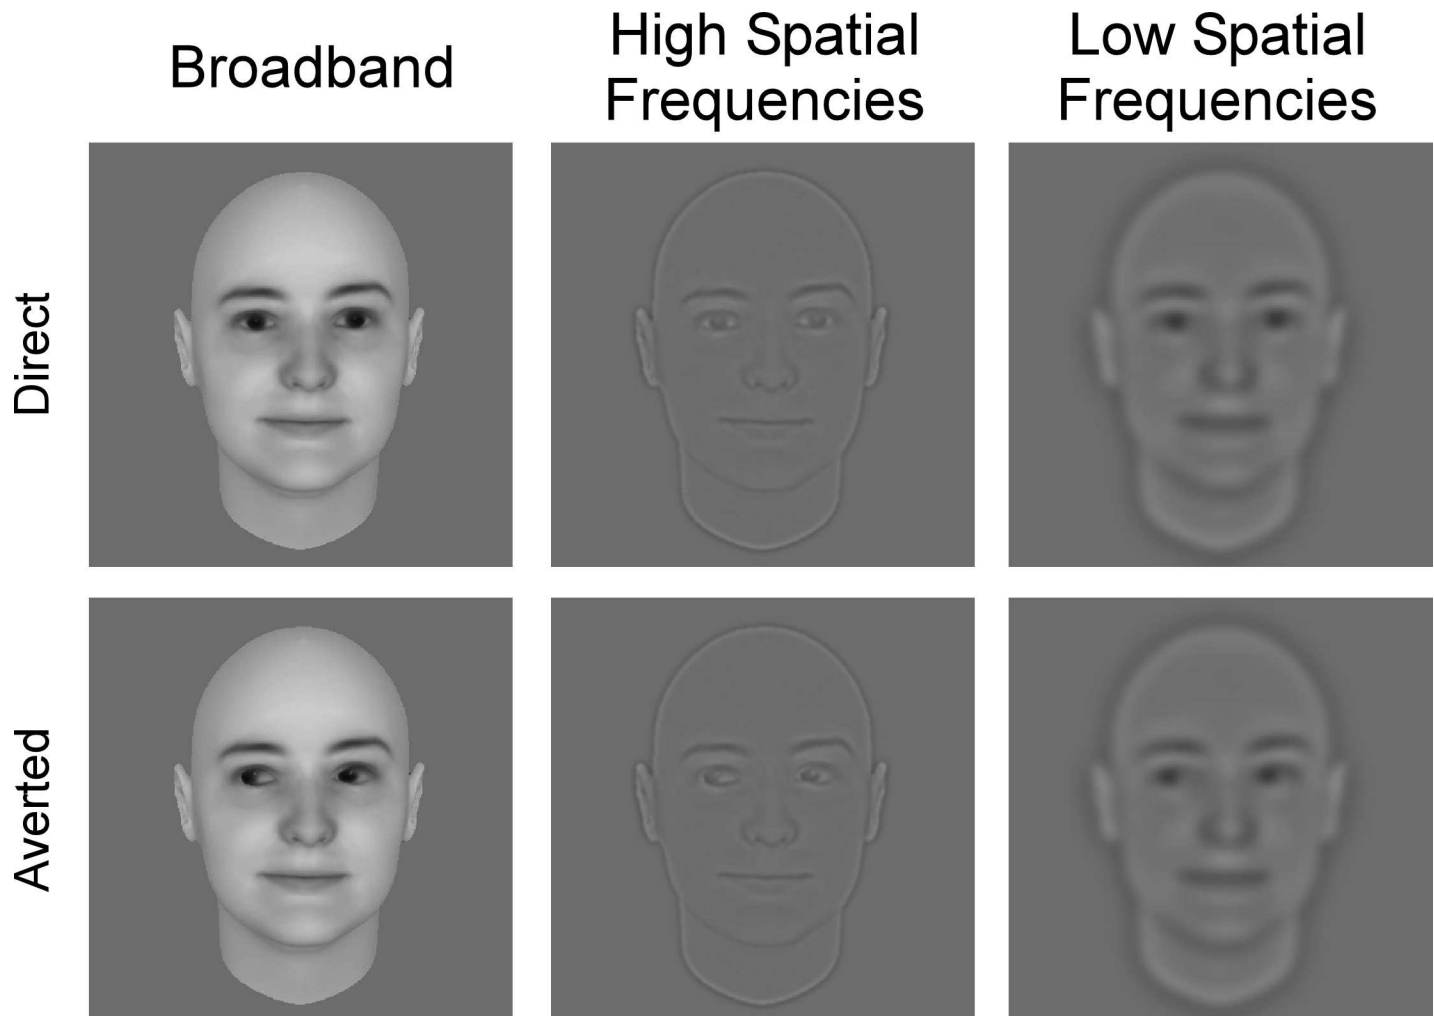 Broadband
High Spatial
Frequencies
Low Spatial
Frequencies
Direct
Averted